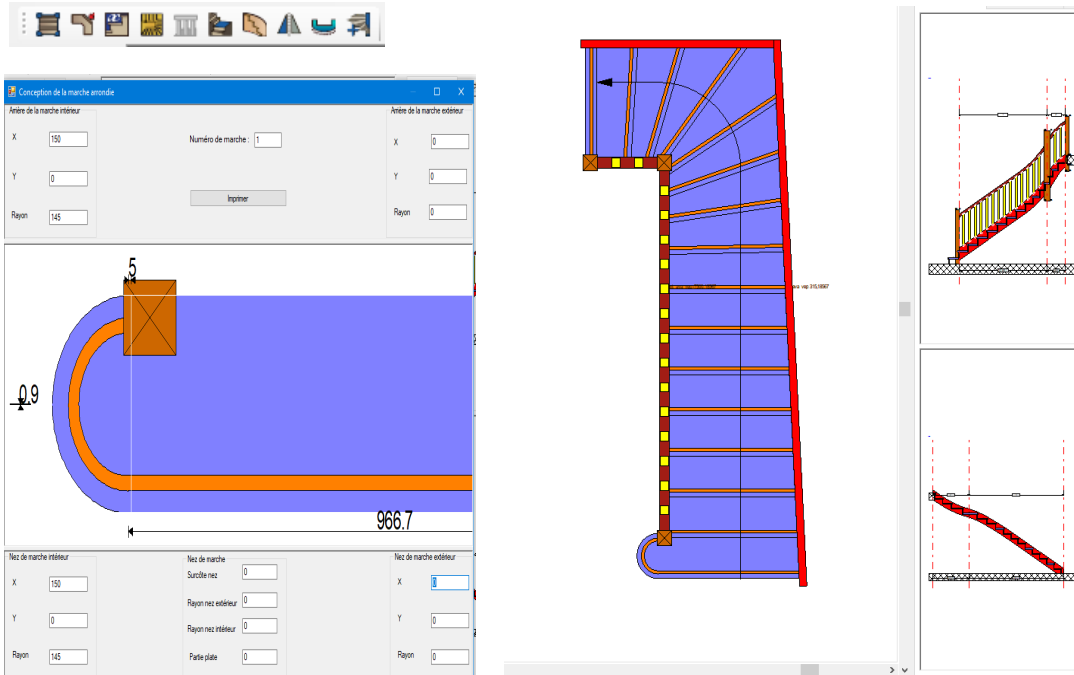 Conception de la marche arrondie
Arrière de la marche intérieur
X 150
Y 0
Rayon 145
Numéro de marche : 1
Imprimer
Arrière de la marche extérieur
X 0
Y 0
Rayon 0
5
0.9
966.7
Nez de marche intérieur
X 150
Y 0
Rayon 145
Nez de marche
Surcôte nez 0
Rayon nez extérieur 0
Rayon nez intérieur 0
Partie plate 0
Nez de marche extérieur
X 0
Y 0
Rayon 0